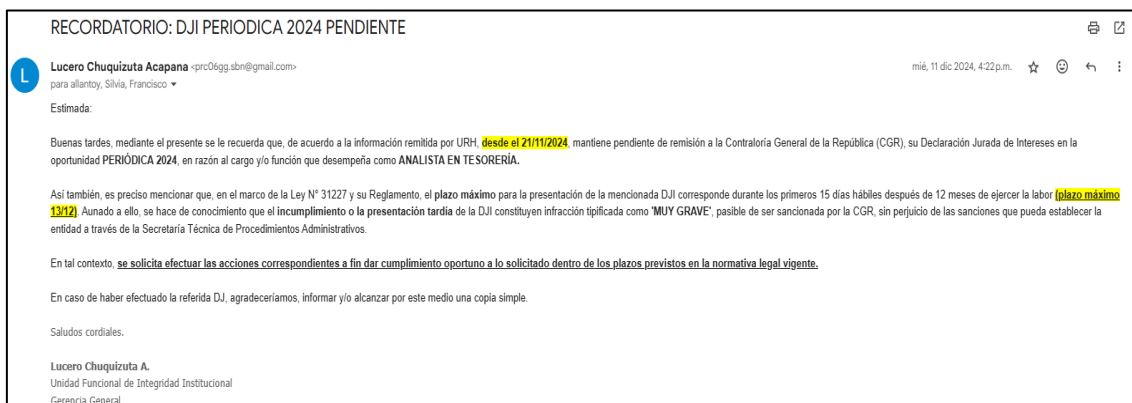 RECORDATORIO: DJI PERIODICA 2024 PENDIENTE
L
Lucero Chuquizuta Acapana <prc06gg.sbn@gmail.com>
mié, 11 dic 2024, 4:22 p.m.
para allantoy, Silvia, Francisco
Estimada:
Buenas tardes, mediante el presente se le recuerda que, de acuerdo a la información remitida por URH, desde el 21/11/2024, mantiene pendiente de remisión a la Contraloría General de la República (CGR), su Declaración Jurada de Intereses en la
oportunidad PERIÓDICA 2024, en razón al cargo y/o función que desempeña como ANALISTA EN TESORERÍA.
Así también, es preciso mencionar que, en el marco de la Ley N° 31227 y su Reglamento, el plazo máximo para la presentación de la mencionada DJI corresponde durante los primeros 15 días hábiles después de 12 meses de ejercer la labor (plazo máximo
13/12). Aunado a ello, se hace de conocimiento que el incumplimiento o la presentación tardía de la DJI constituyen infracción tipificada como "MUY GRAVE", pasible de ser sancionada por la CGR, sin perjuicio de las sanciones que pueda establecer la
entidad a través de la Secretaría Técnica de Procedimientos Administrativos.
En tal contexto, se solicita efectuar las acciones correspondientes a fin dar cumplimiento oportuno a lo solicitado dentro de los plazos previstos en la normativa legal vigente.
En caso de haber efectuado la referida DJ, agradeceríamos, informar y/o alcanzar por este medio una copia simple.
Saludos cordiales.
Lucero Chuquizuta A.
Unidad Funcional de Integridad Institucional
Gerencia General